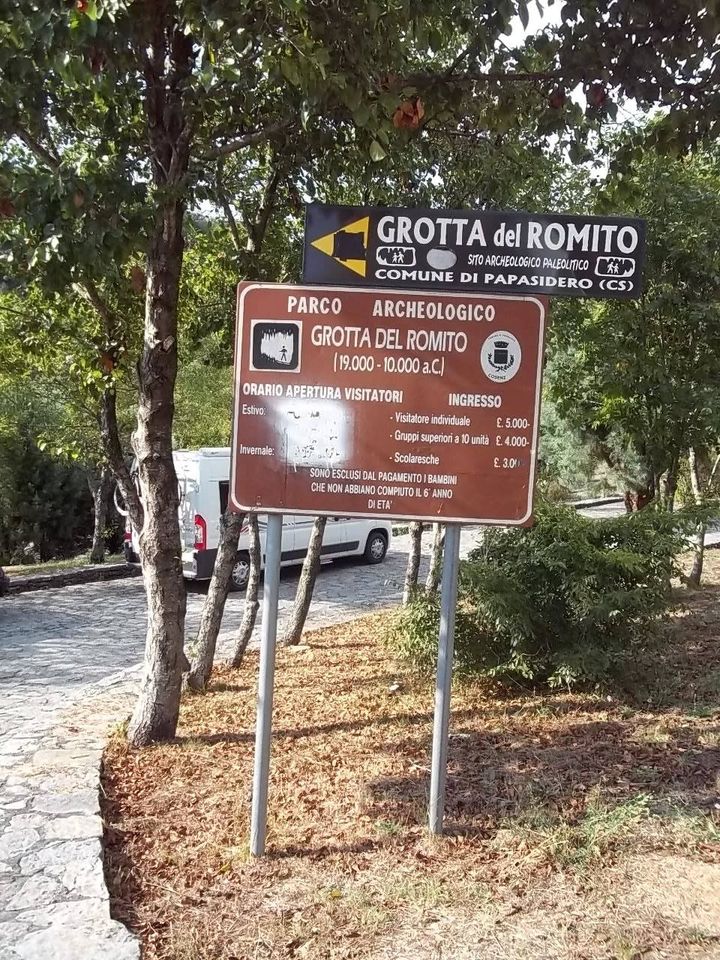 GROTTA del ROMITO
SITO ARCHEOLOGICO PALEOLITICO
COMUNE DI PAPASIDERO (CS)
PARCO ARCHEOLOGICO
GROTTA DEL ROMITO
(19.000 - 10.000 a.C.)
ORARIO APERTURA VISITATORI
Estivo:
Invernale:
INGRESSO
- Visitatore individuale £. 5.000-
- Gruppi superiori a 10 unità £. 4.000-
- Scolaresche £. 3.00
SONO ESCLUSI DAL PAGAMENTO I BAMBINI
CHE NON ABBIANO COMPIUTO IL 6° ANNO
DI ETA'